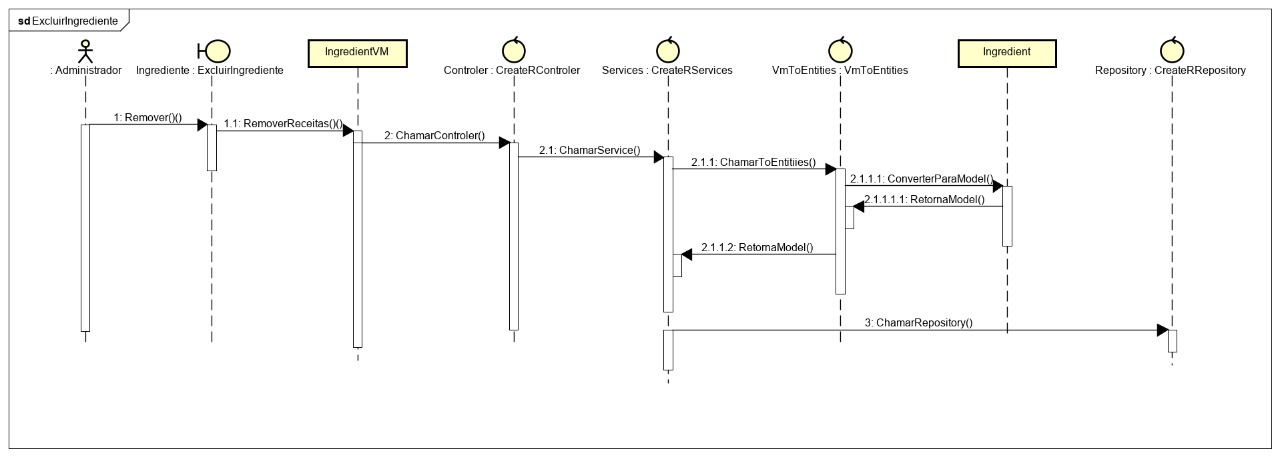 sd ExcluirIngrediente
: Administrador
Ingrediente : ExcluirIngrediente
IngredientVM
Controler : CreateRControler
Services : CreateRServices
VmToEntities : VmToEntities
Ingredient
Repository : CreateRRepository
1: Remover()()
1.1: RemoverReceitas()()
2: ChamarControler()
2.1: ChamarService()
2.1.1: ChamarToEntitiies()
2.1.1.1: ConverterParaModel()
2.1.1.1.1: RetornaModel()
2.1.1.2: RetornaModel()
3: ChamarRepository()